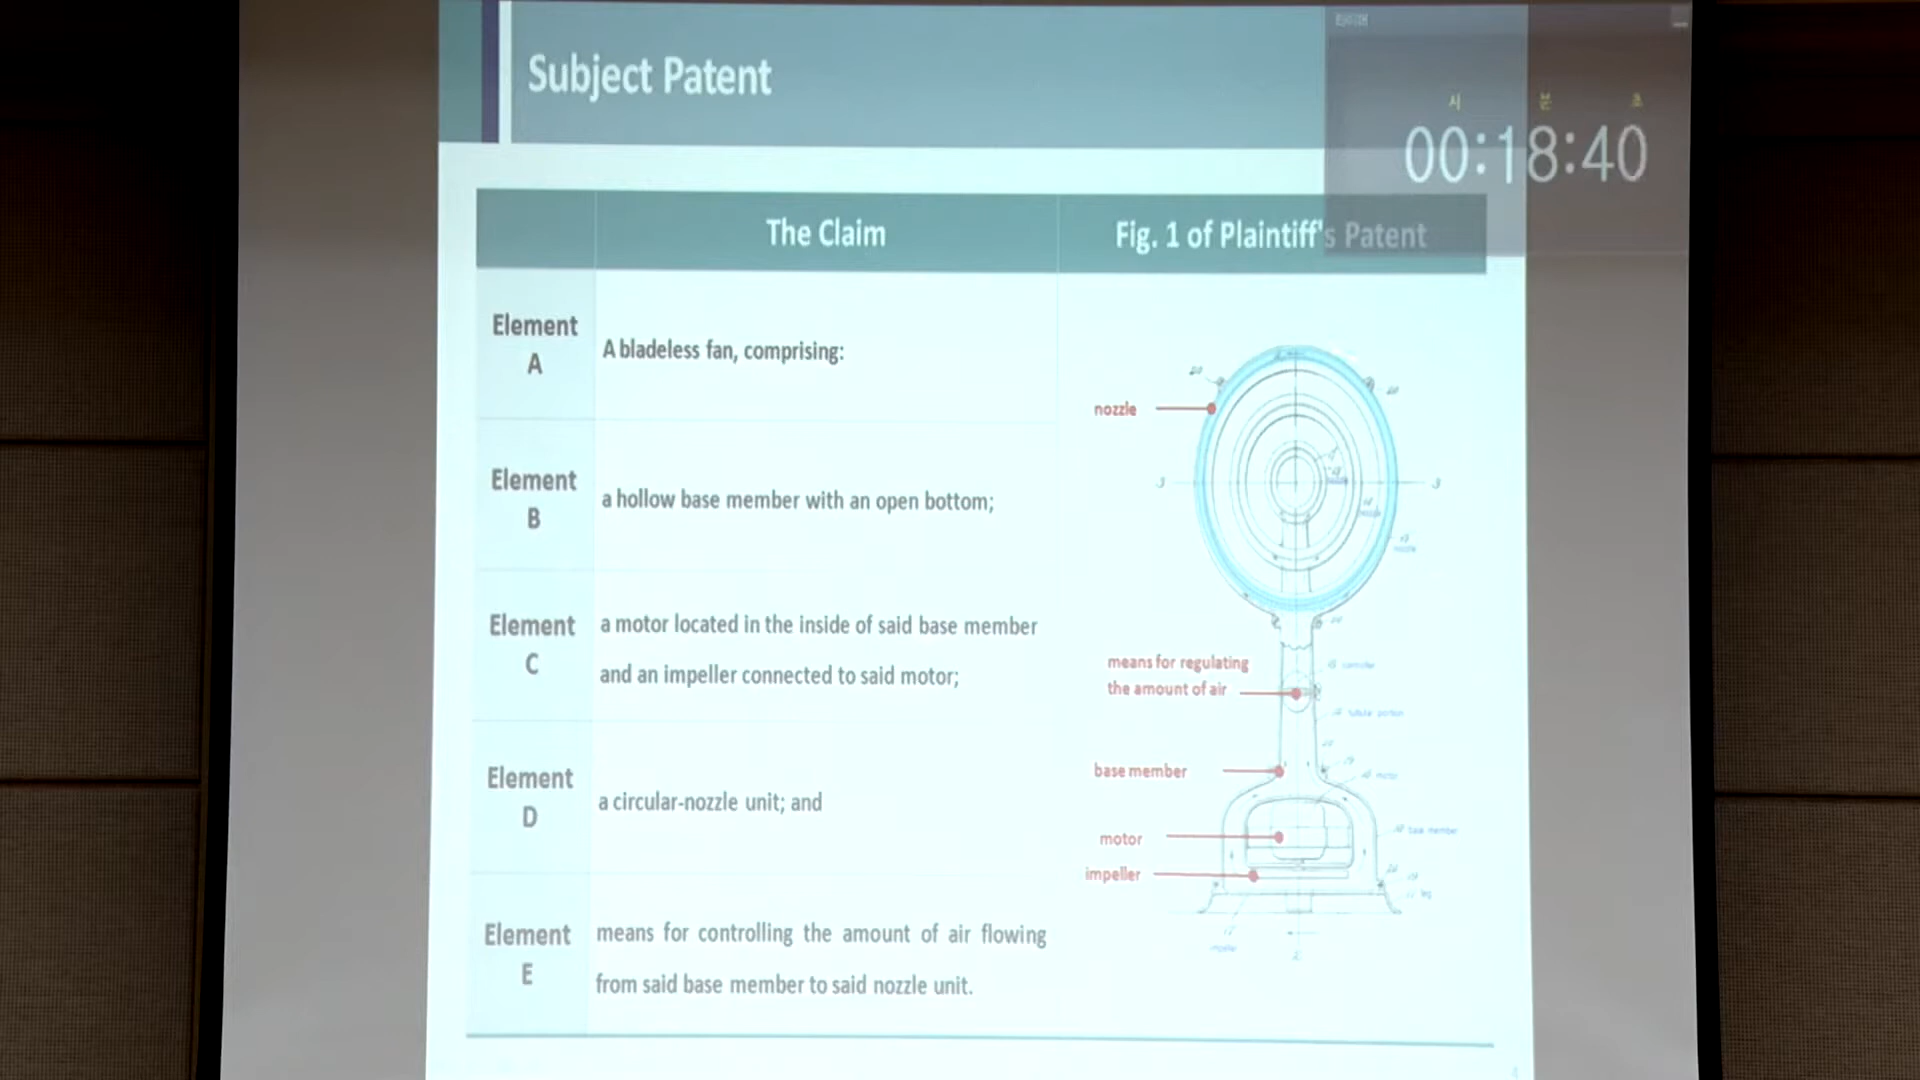 Subject Patent
타이머
시 분 초
00:18:40
The Claim
Fig. 1 of Plaintiff's Patent
Element
A
A bladeless fan, comprising:
Element
B
a hollow base member with an open bottom;
Element
C
a motor located in the inside of said base member
and an impeller connected to said motor;
Element
D
a circular-nozzle unit; and
Element
E
means for controlling the amount of air flowing
from said base member to said nozzle unit.
nozzle
means for regulating
the amount of air
base member
motor
impeller